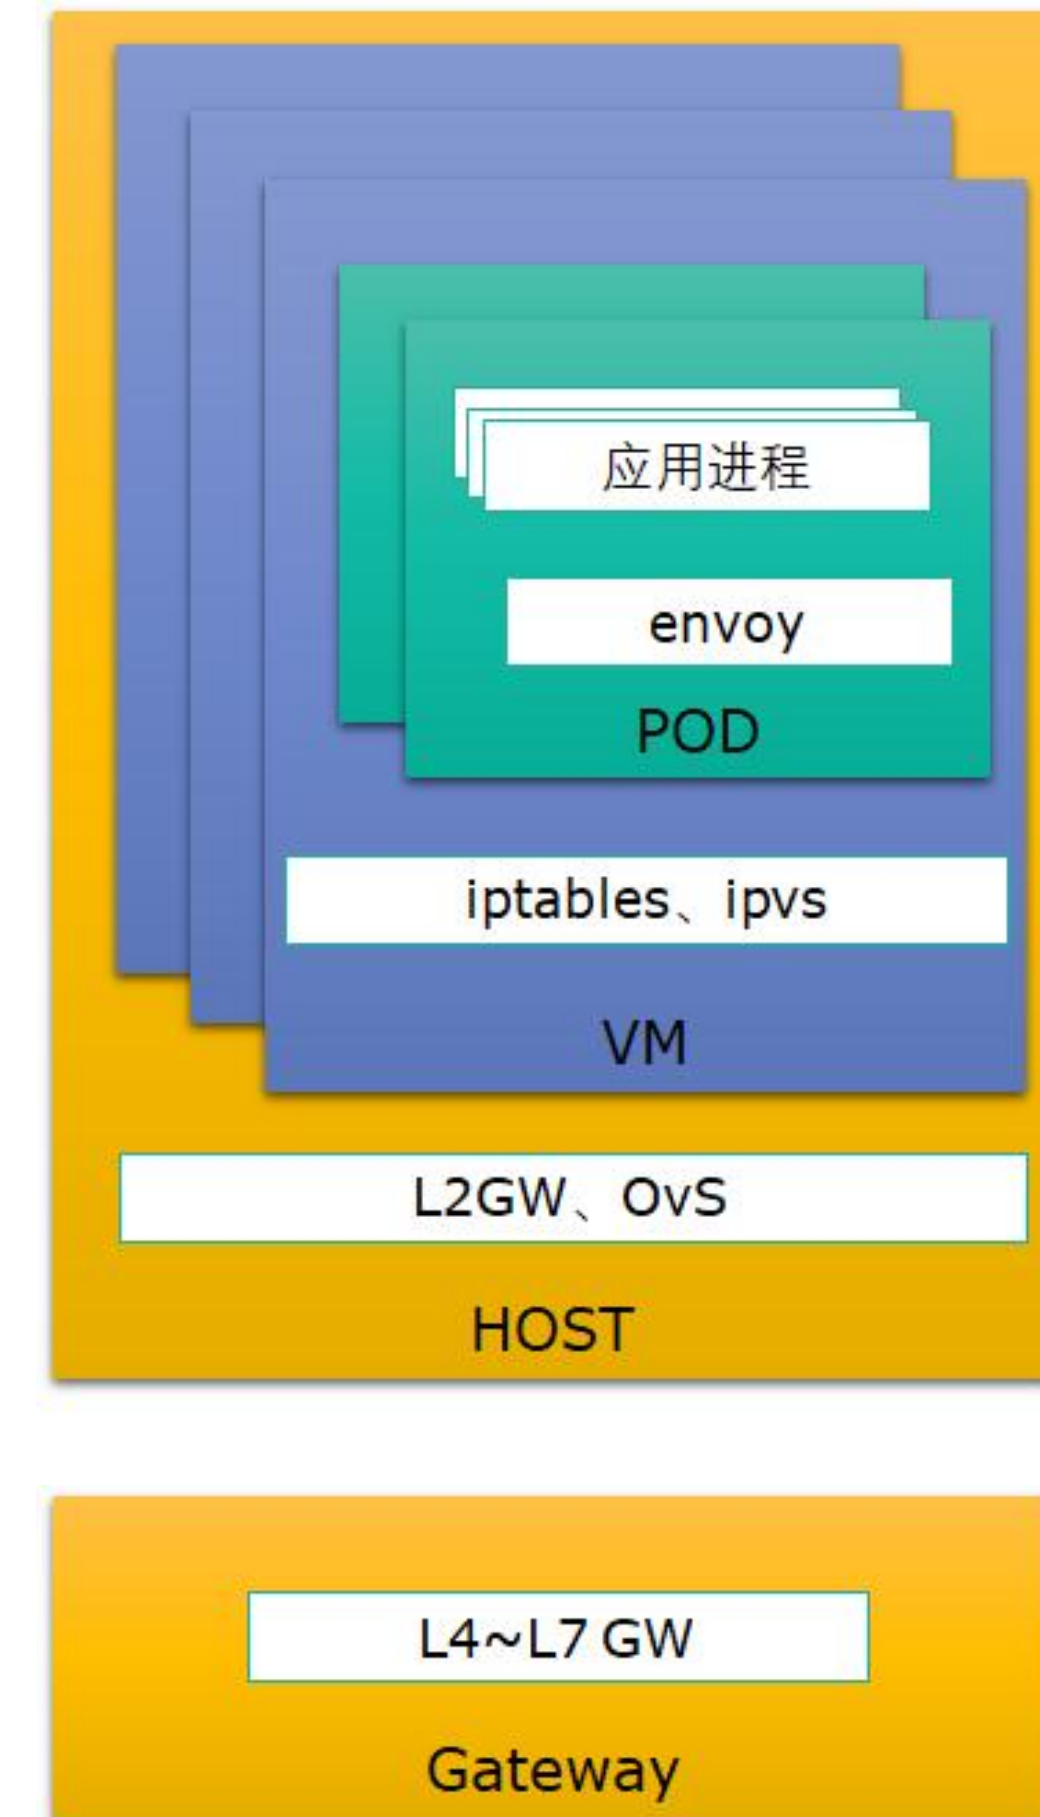 应用进程
envoy
POD
iptables、ipvs
VM
L2GW、OvS
HOST
L4~L7 GW
Gateway